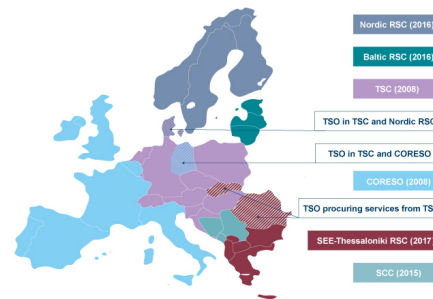 Nordic RSC (2016)
Baltic RSC (2016)
TSC (2008)
TSO in TSC and Nordic RSC
TSO in TSC and CORESO
CORESO (2008)
TSO procuring services from TS
SEE-Thessaloniki RSC (2017
SCC (2015)